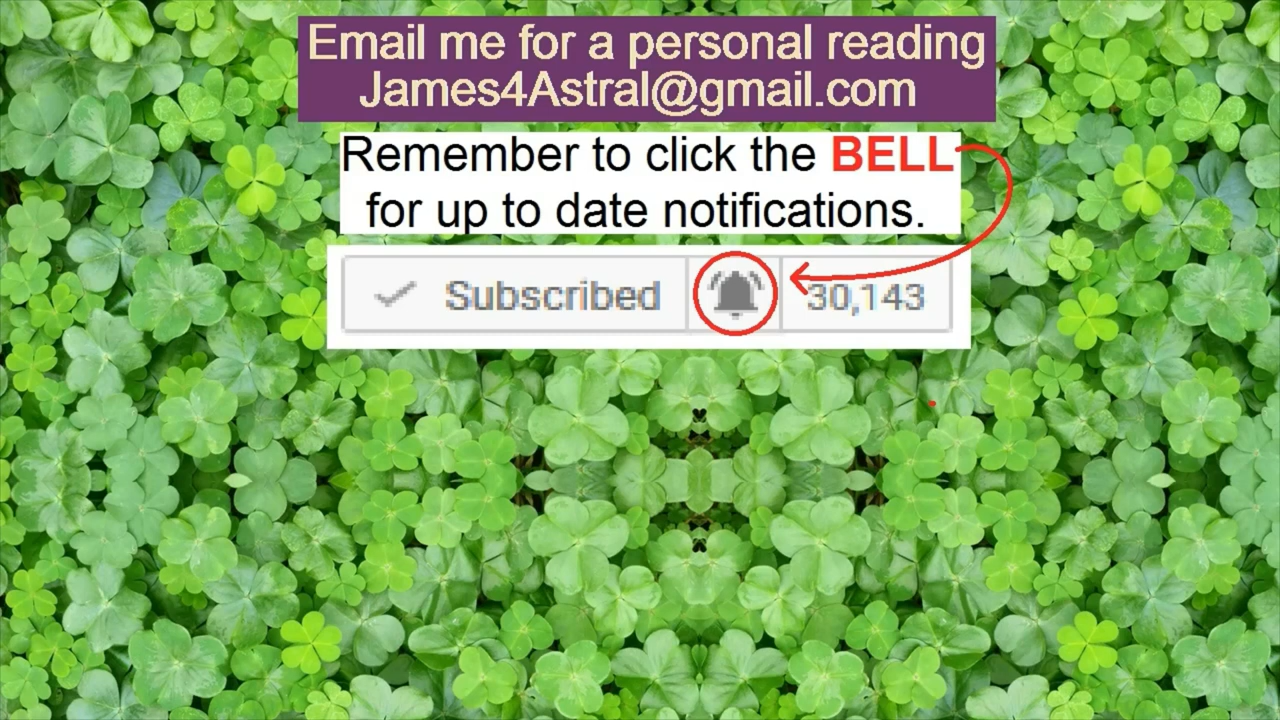 Email me for a personal reading
James4Astral@gmail.com
Remember to click the BELL
for up to date notifications.
Subscribed 30,143